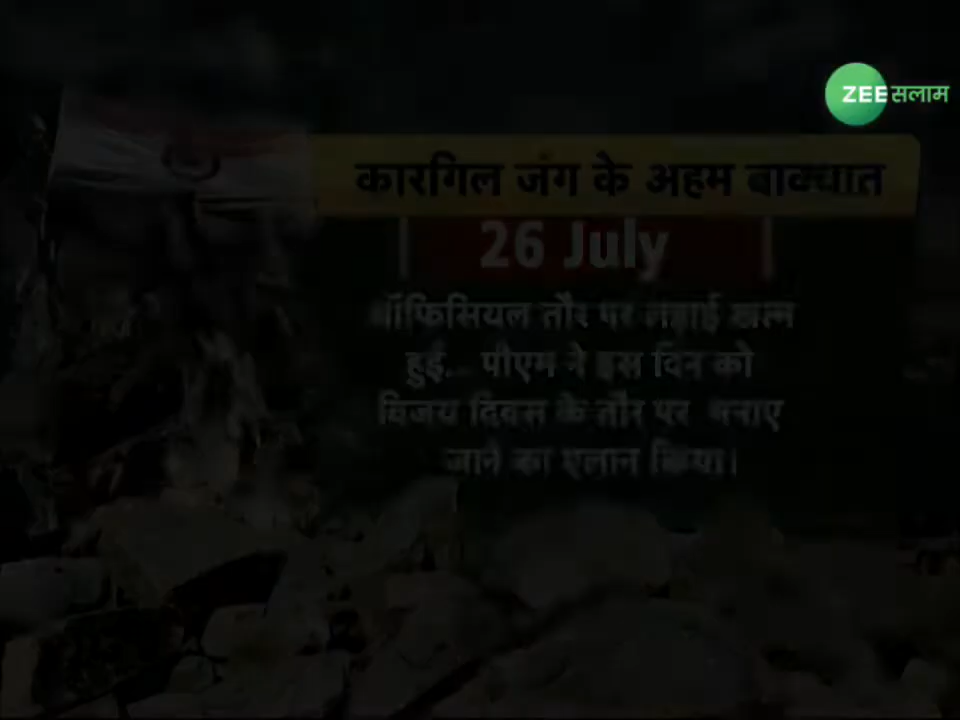 ZEE सलाम
कारगिल जंग के अहम वाक्यात
26 July
ऑफिसियल तौर पर लड़ाई खत्म
हुई... पीएम ने इस दिन को
विजय दिवस के तौर पर मनाए
जाने का एलान किया।